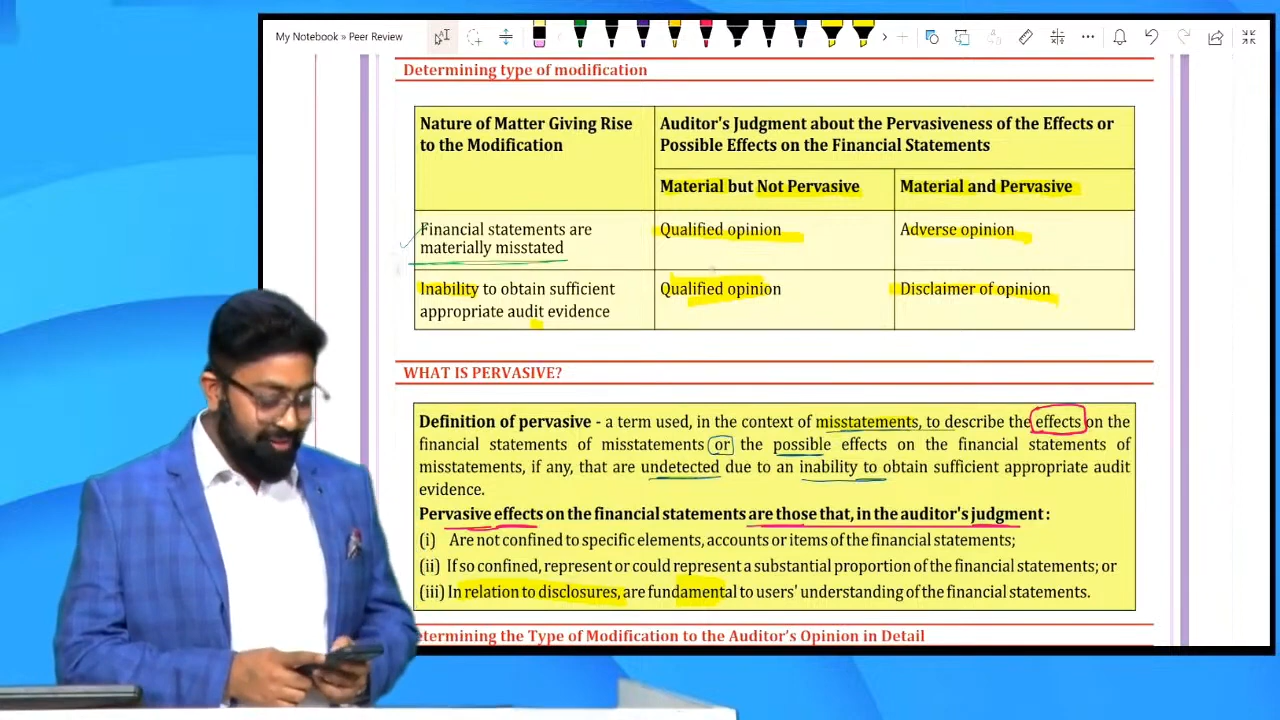 My Notebook » Peer Review
Determining type of modification
Nature of Matter Giving Rise
to the Modification
Auditor's Judgment about the Pervasiveness of the Effects or
Possible Effects on the Financial Statements
Material but Not Pervasive
Material and Pervasive
Financial statements are
materially misstated
Qualified opinion
Adverse opinion
Inability to obtain sufficient
appropriate audit evidence
Qualified opinion
Disclaimer of opinion
WHAT IS PERVASIVE?
Definition of pervasive - a term used, in the context of misstatements, to describe the effects on the
financial statements of misstatements or the possible effects on the financial statements of
misstatements, if any, that are undetected due to an inability to obtain sufficient appropriate audit
evidence.
Pervasive effects on the financial statements are those that, in the auditor's judgment :
(i) Are not confined to specific elements, accounts or items of the financial statements;
(ii) If so confined, represent or could represent a substantial proportion of the financial statements; or
(iii) In relation to disclosures, are fundamental to users' understanding of the financial statements.
etermining the Type of Modification to the Auditor's Opinion in Detail